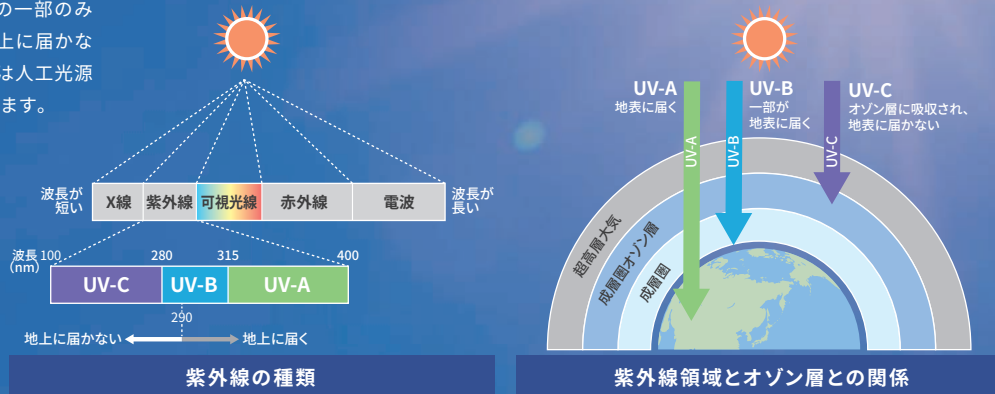 の一部のみ
上に届かな
は人工光源
ます。
波長が
短い
X線
紫外線
可視光線
赤外線
電波
波長が
長い
波長
(nm)
100
280
315
400
UV-C
UV-B
UV-A
290
地上に届かない
地上に届く
紫外線の種類
UV-A
地表に届く
UV-B
一部が
地表に届く
UV-C
オゾン層に吸収され、
地表に届かない
UV-A
UV-B
UV-C
超高層大気
成層圏オゾン層
成層圏
紫外線領域とオゾン層との関係